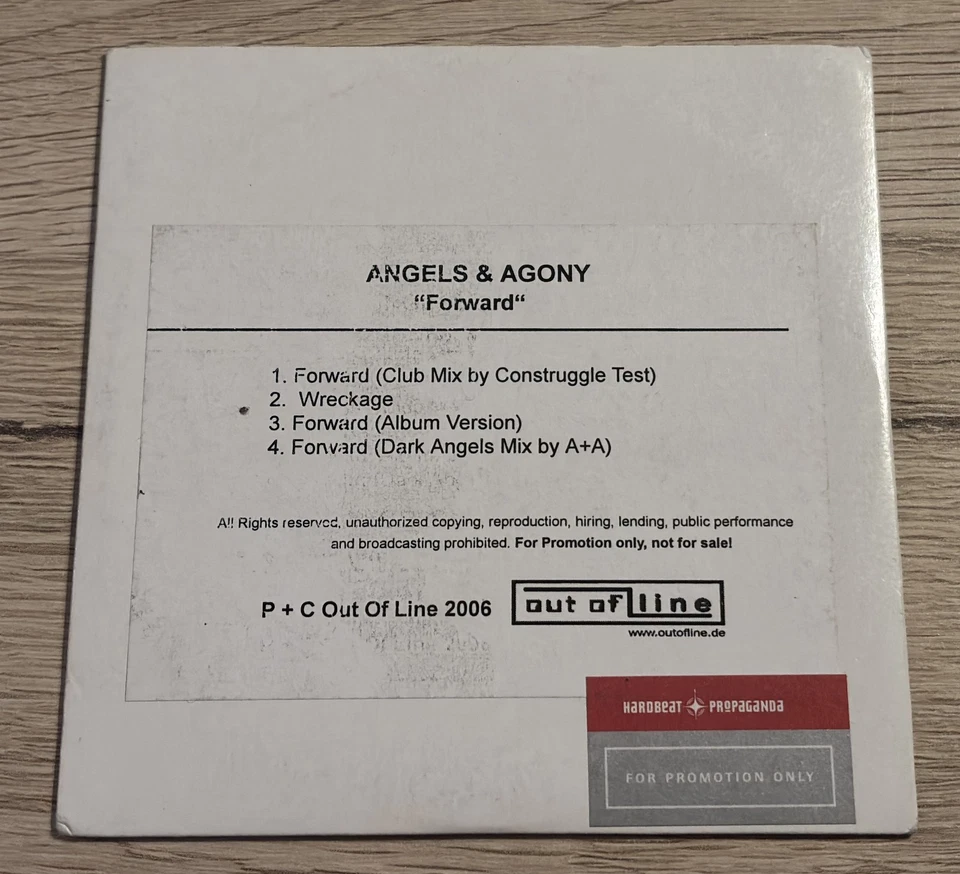 ANGELS & AGONY
“Forward“
1. Forward (Club Mix by Construggle Test)
2. Wreckage
3. Forward (Album Version)
4. Forward (Dark Angels Mix by A+A)
All Rights reserved, unauthorized copying, reproduction, hiring, lending, public performance
and broadcasting prohibited. For Promotion only, not for sale!
P + C Out Of Line 2006
out of line
www.outofline.de
HARDBEAT PROPAGANDA
FOR PROMOTION ONLY